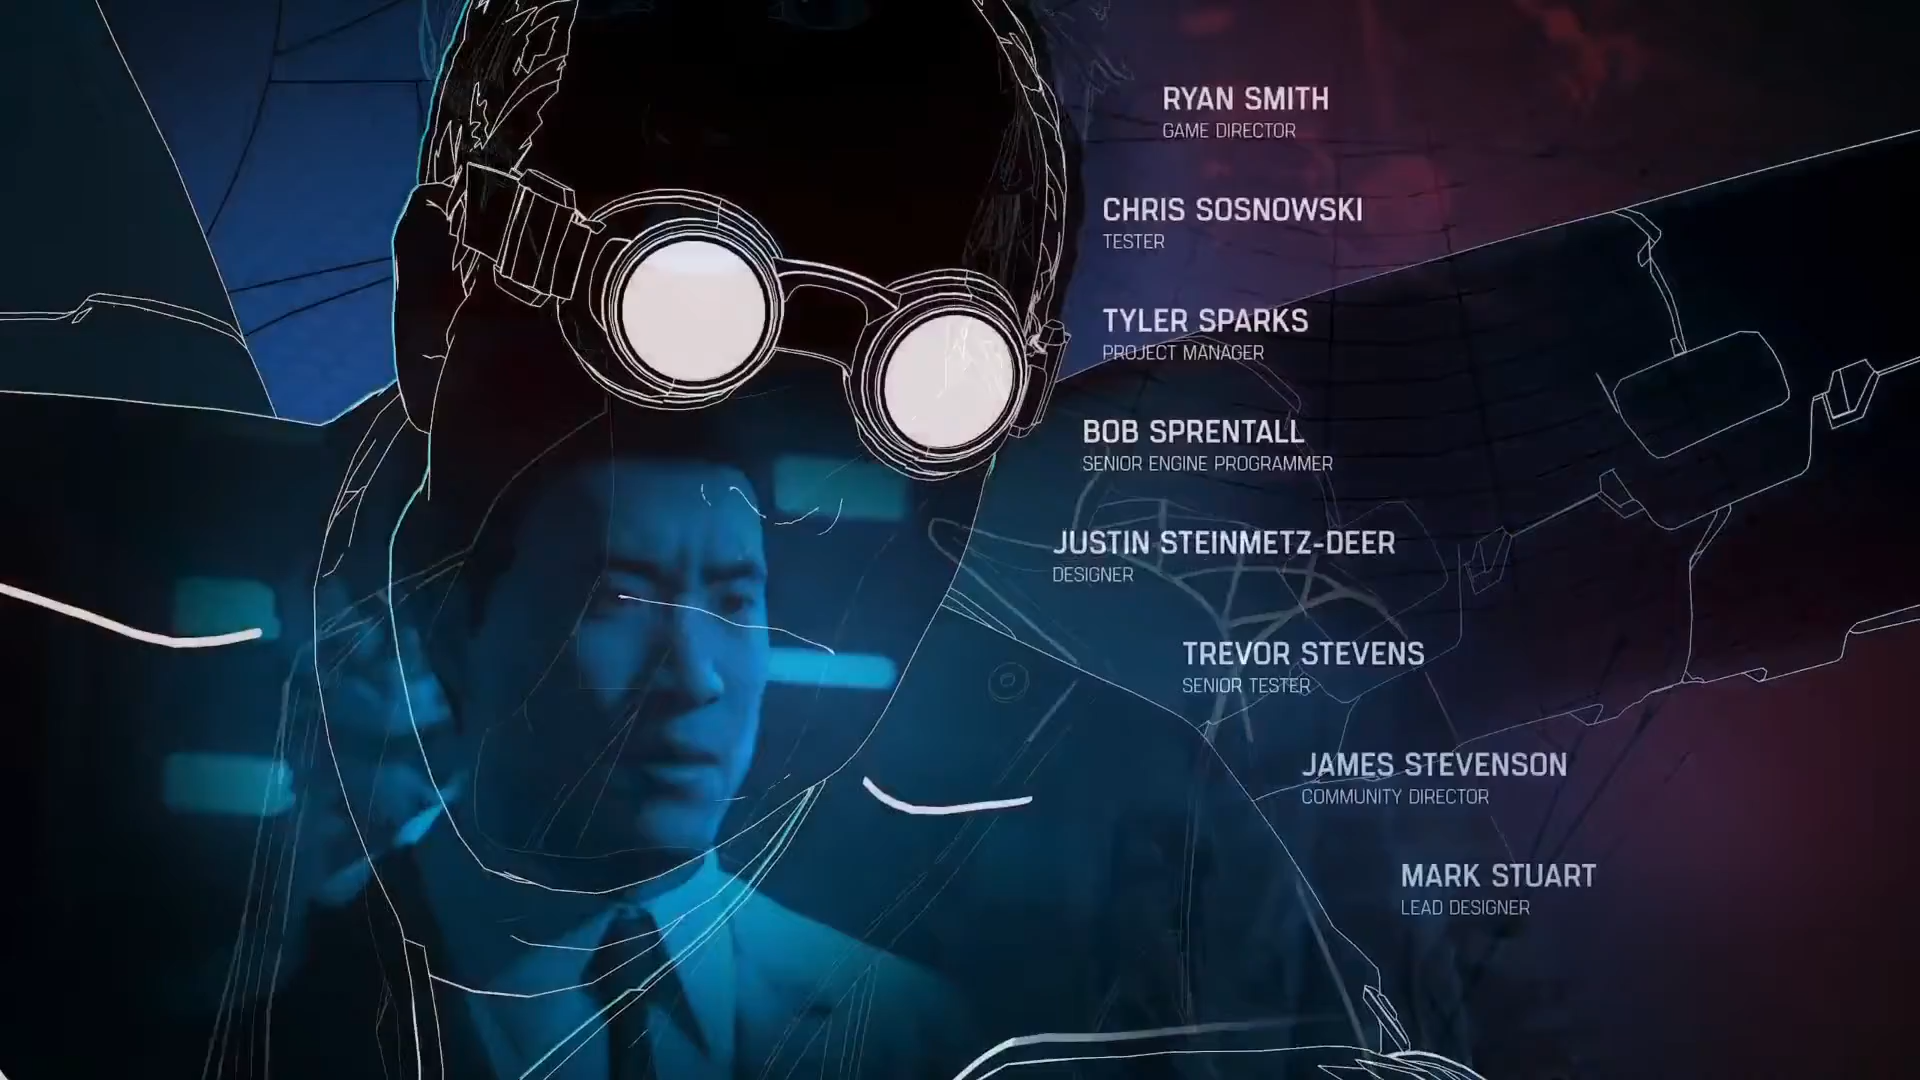 RYAN SMITH
GAME DIRECTOR
CHRIS SOSNOWSKI
TESTER
TYLER SPARKS
PROJECT MANAGER
BOB SPRENTALL
SENIOR ENGINE PROGRAMMER
JUSTIN STEINMETZ-DEER
DESIGNER
TREVOR STEVENS
SENIOR TESTER
JAMES STEVENSON
COMMUNITY DIRECTOR
MARK STUART
LEAD DESIGNER